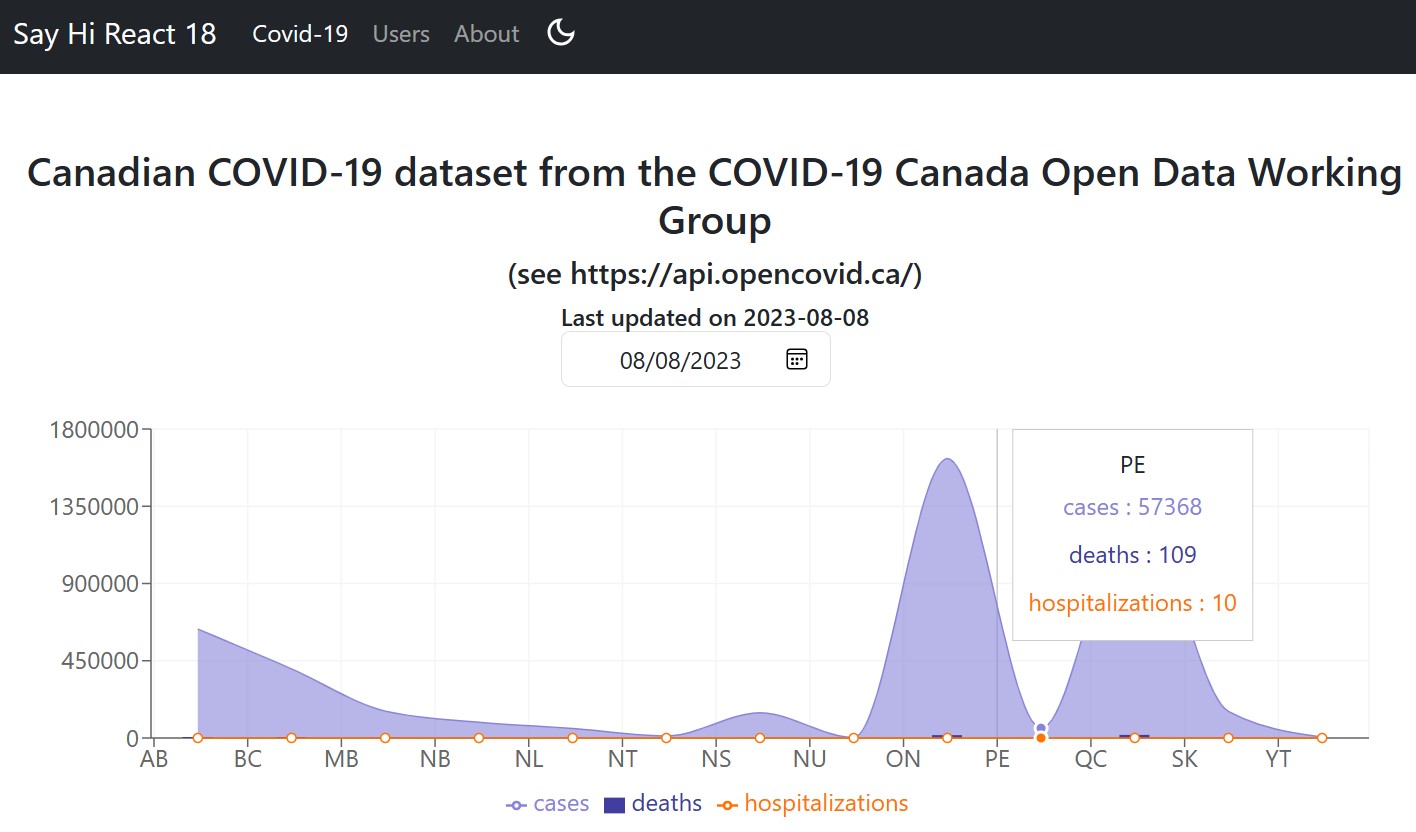 Say Hi React 18 Covid-19 Users About
Canadian COVID-19 dataset from the COVID-19 Canada Open Data Working
Group
(see https://api.opencovid.ca/)
Last updated on 2023-08-08
08/08/2023
1800000
1350000
900000
450000
0
PE
cases : 57368
deaths : 109
hospitalizations : 10
AB BC MB NB NL NT NS NU ON PE QC SK YT
cases deaths hospitalizations